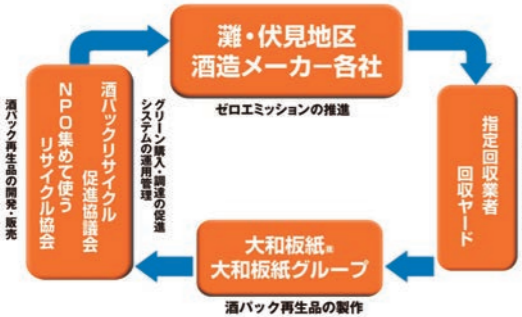 灘・伏見地区
酒造メーカー各社
ゼロエミッションの推進
指定回収業者
回収ヤード
大和板紙㈱
大和板紙グループ
酒パック再生品の製作
酒パックリサイクル
促進協議会
NPO集めて使う
リサイクル協会
グリーン購入・調達の促進
システムの運用管理
酒パック再生品の開発・販売